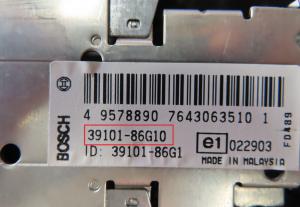 BOSCH
4 9578890 7643063510 1
39101-86G10
e1 022903
ID: 39101-86G1
MADE IN MALAYSIA
FD489